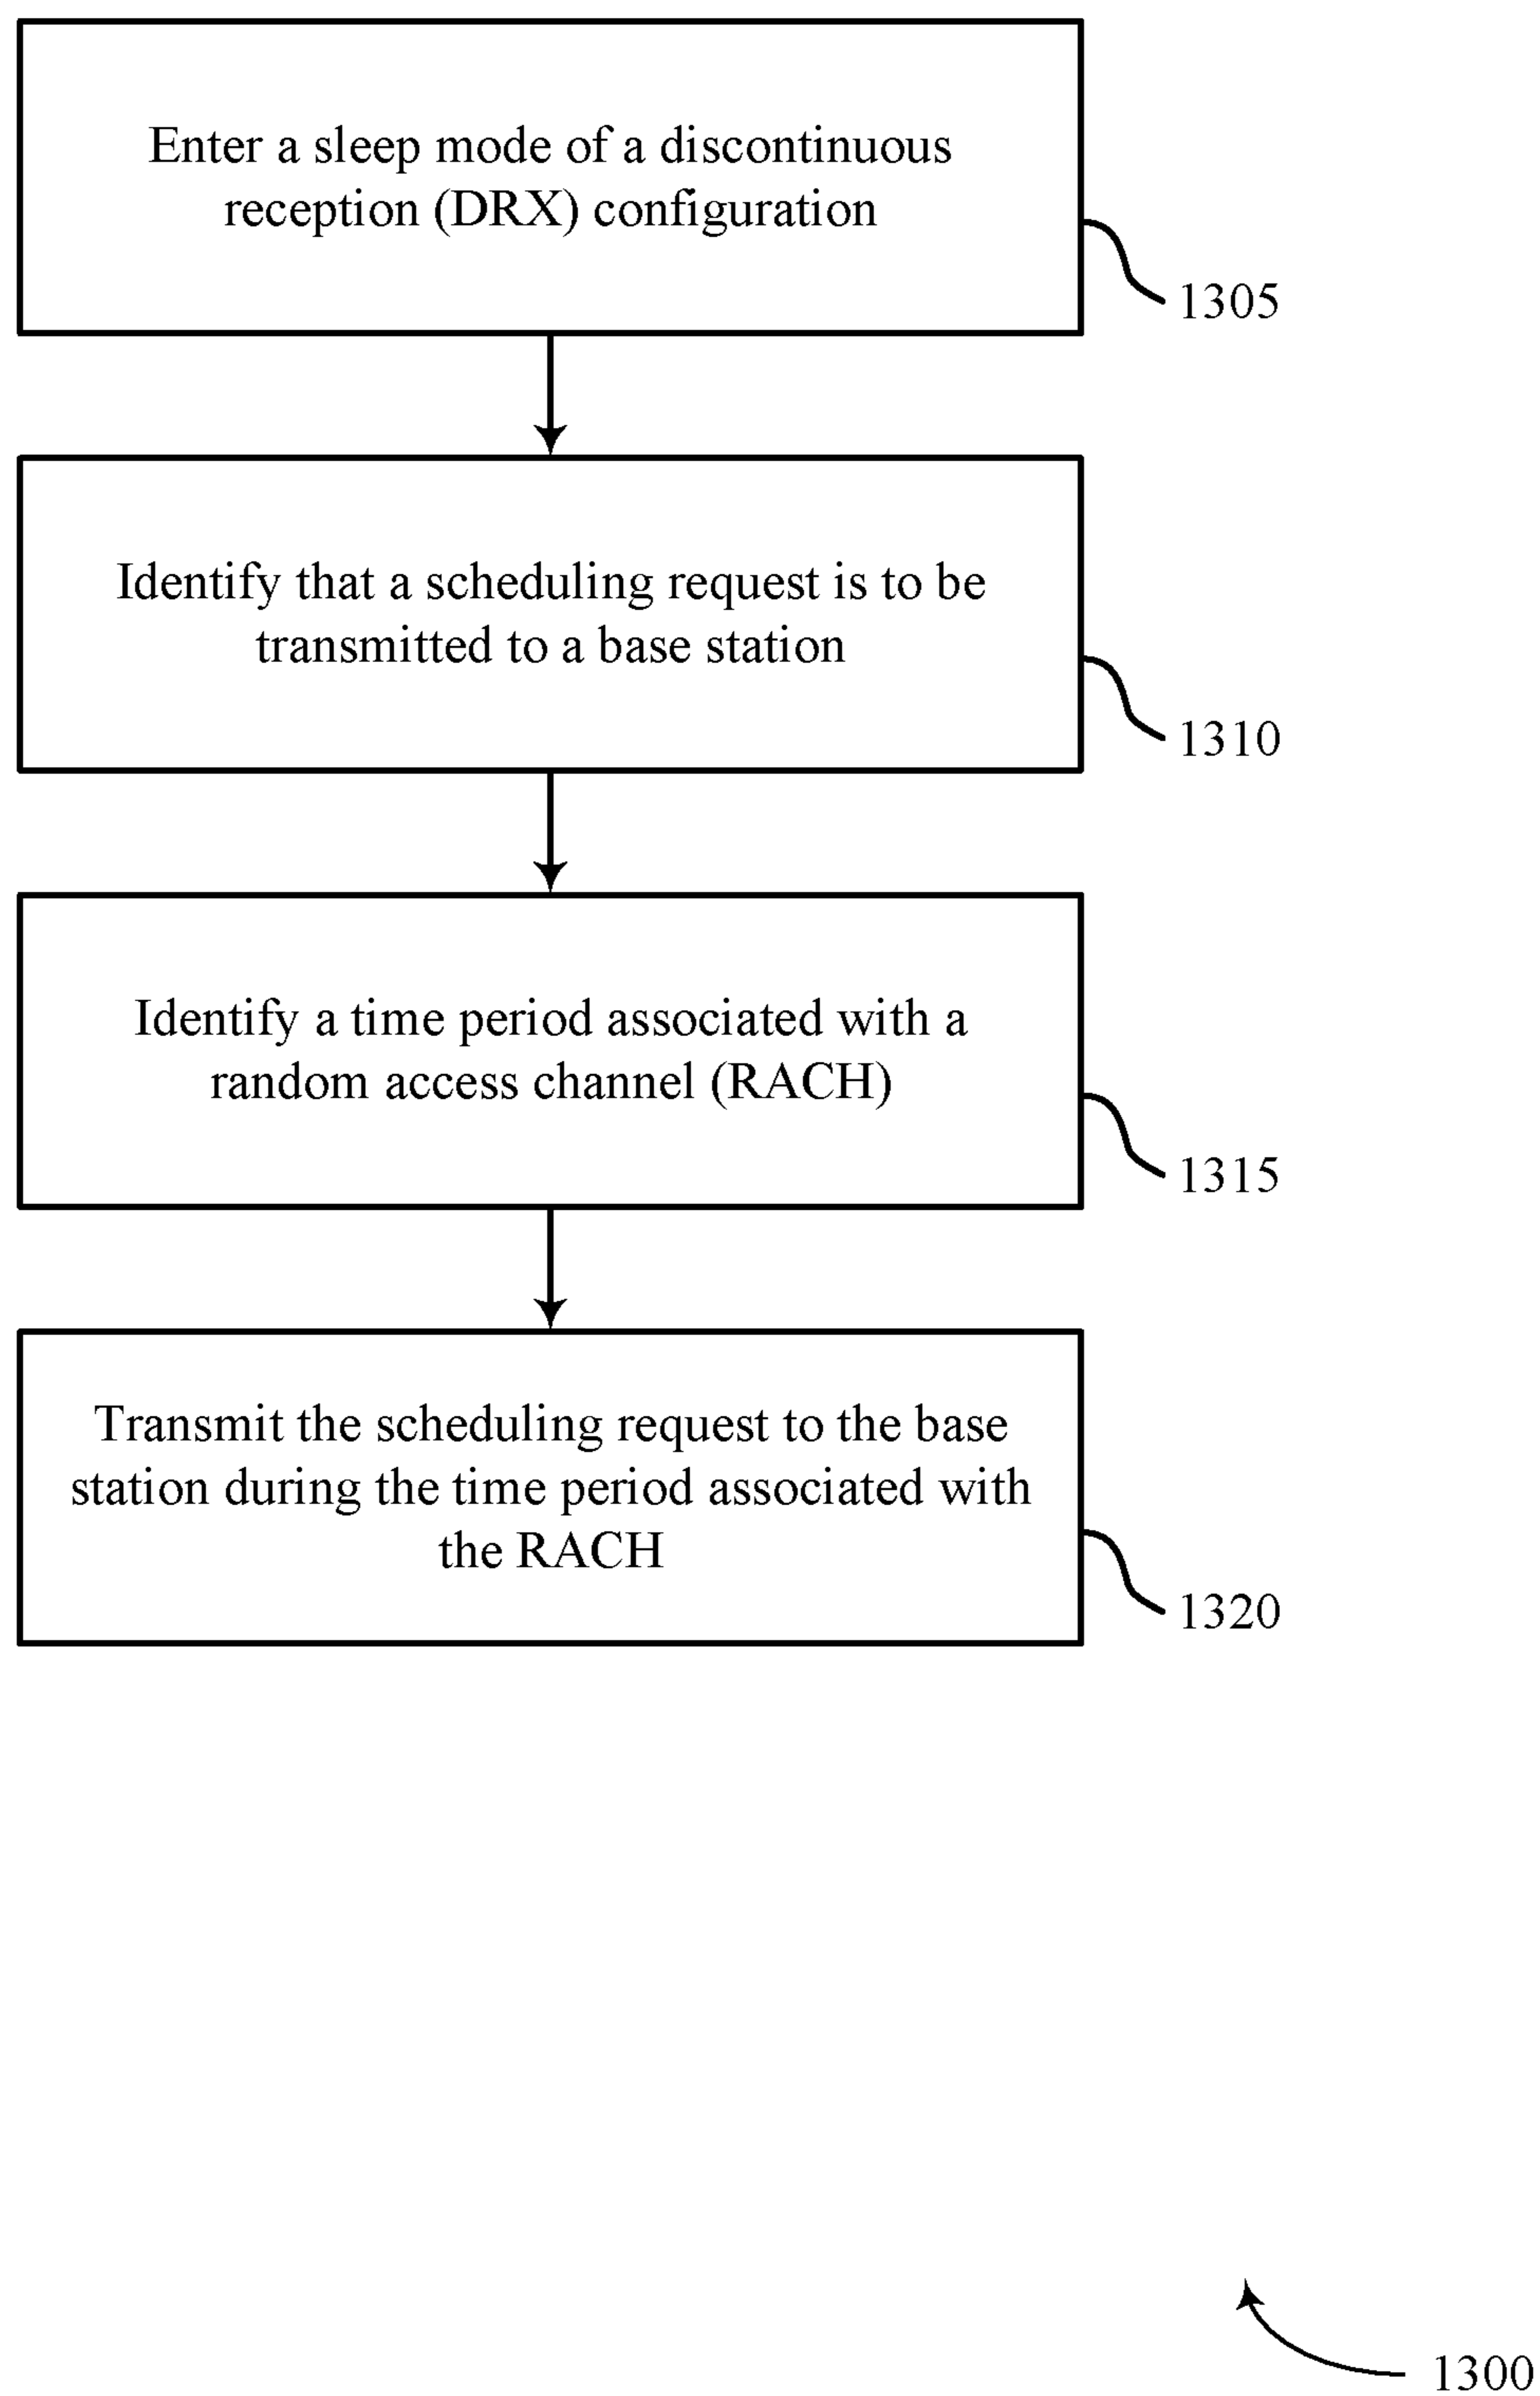 Enter a sleep mode of a discontinuous
reception (DRX) configuration
1305
Identify that a scheduling request is to be
transmitted to a base station
1310
Identify a time period associated with a
random access channel (RACH)
1315
Transmit the scheduling request to the base
station during the time period associated with
the RACH
1320
1300